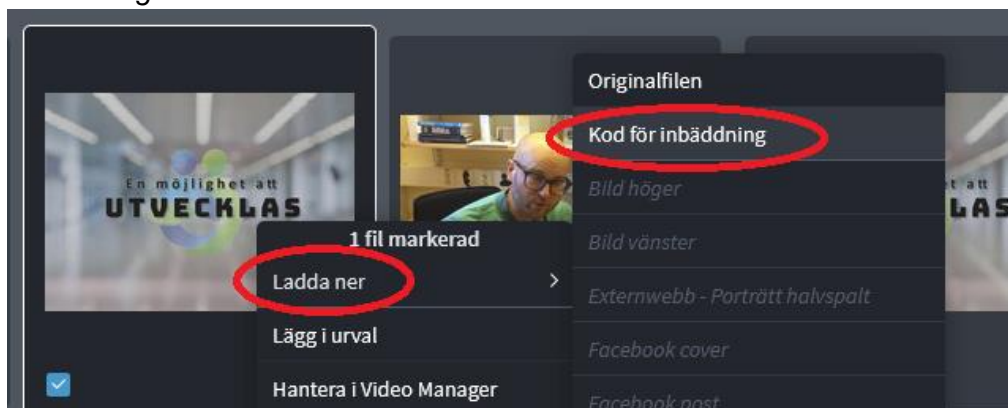 En möjlighet att
UTVECKLAS
1 fil markerad
Ladda ner
Lägg i urval
Hantera i Video Manager
Originalfilen
Kod för inbäddning
Bild höger
Bild vänster
Externwebb - Porträtt halvspalt
Facebook cover
Facebook post